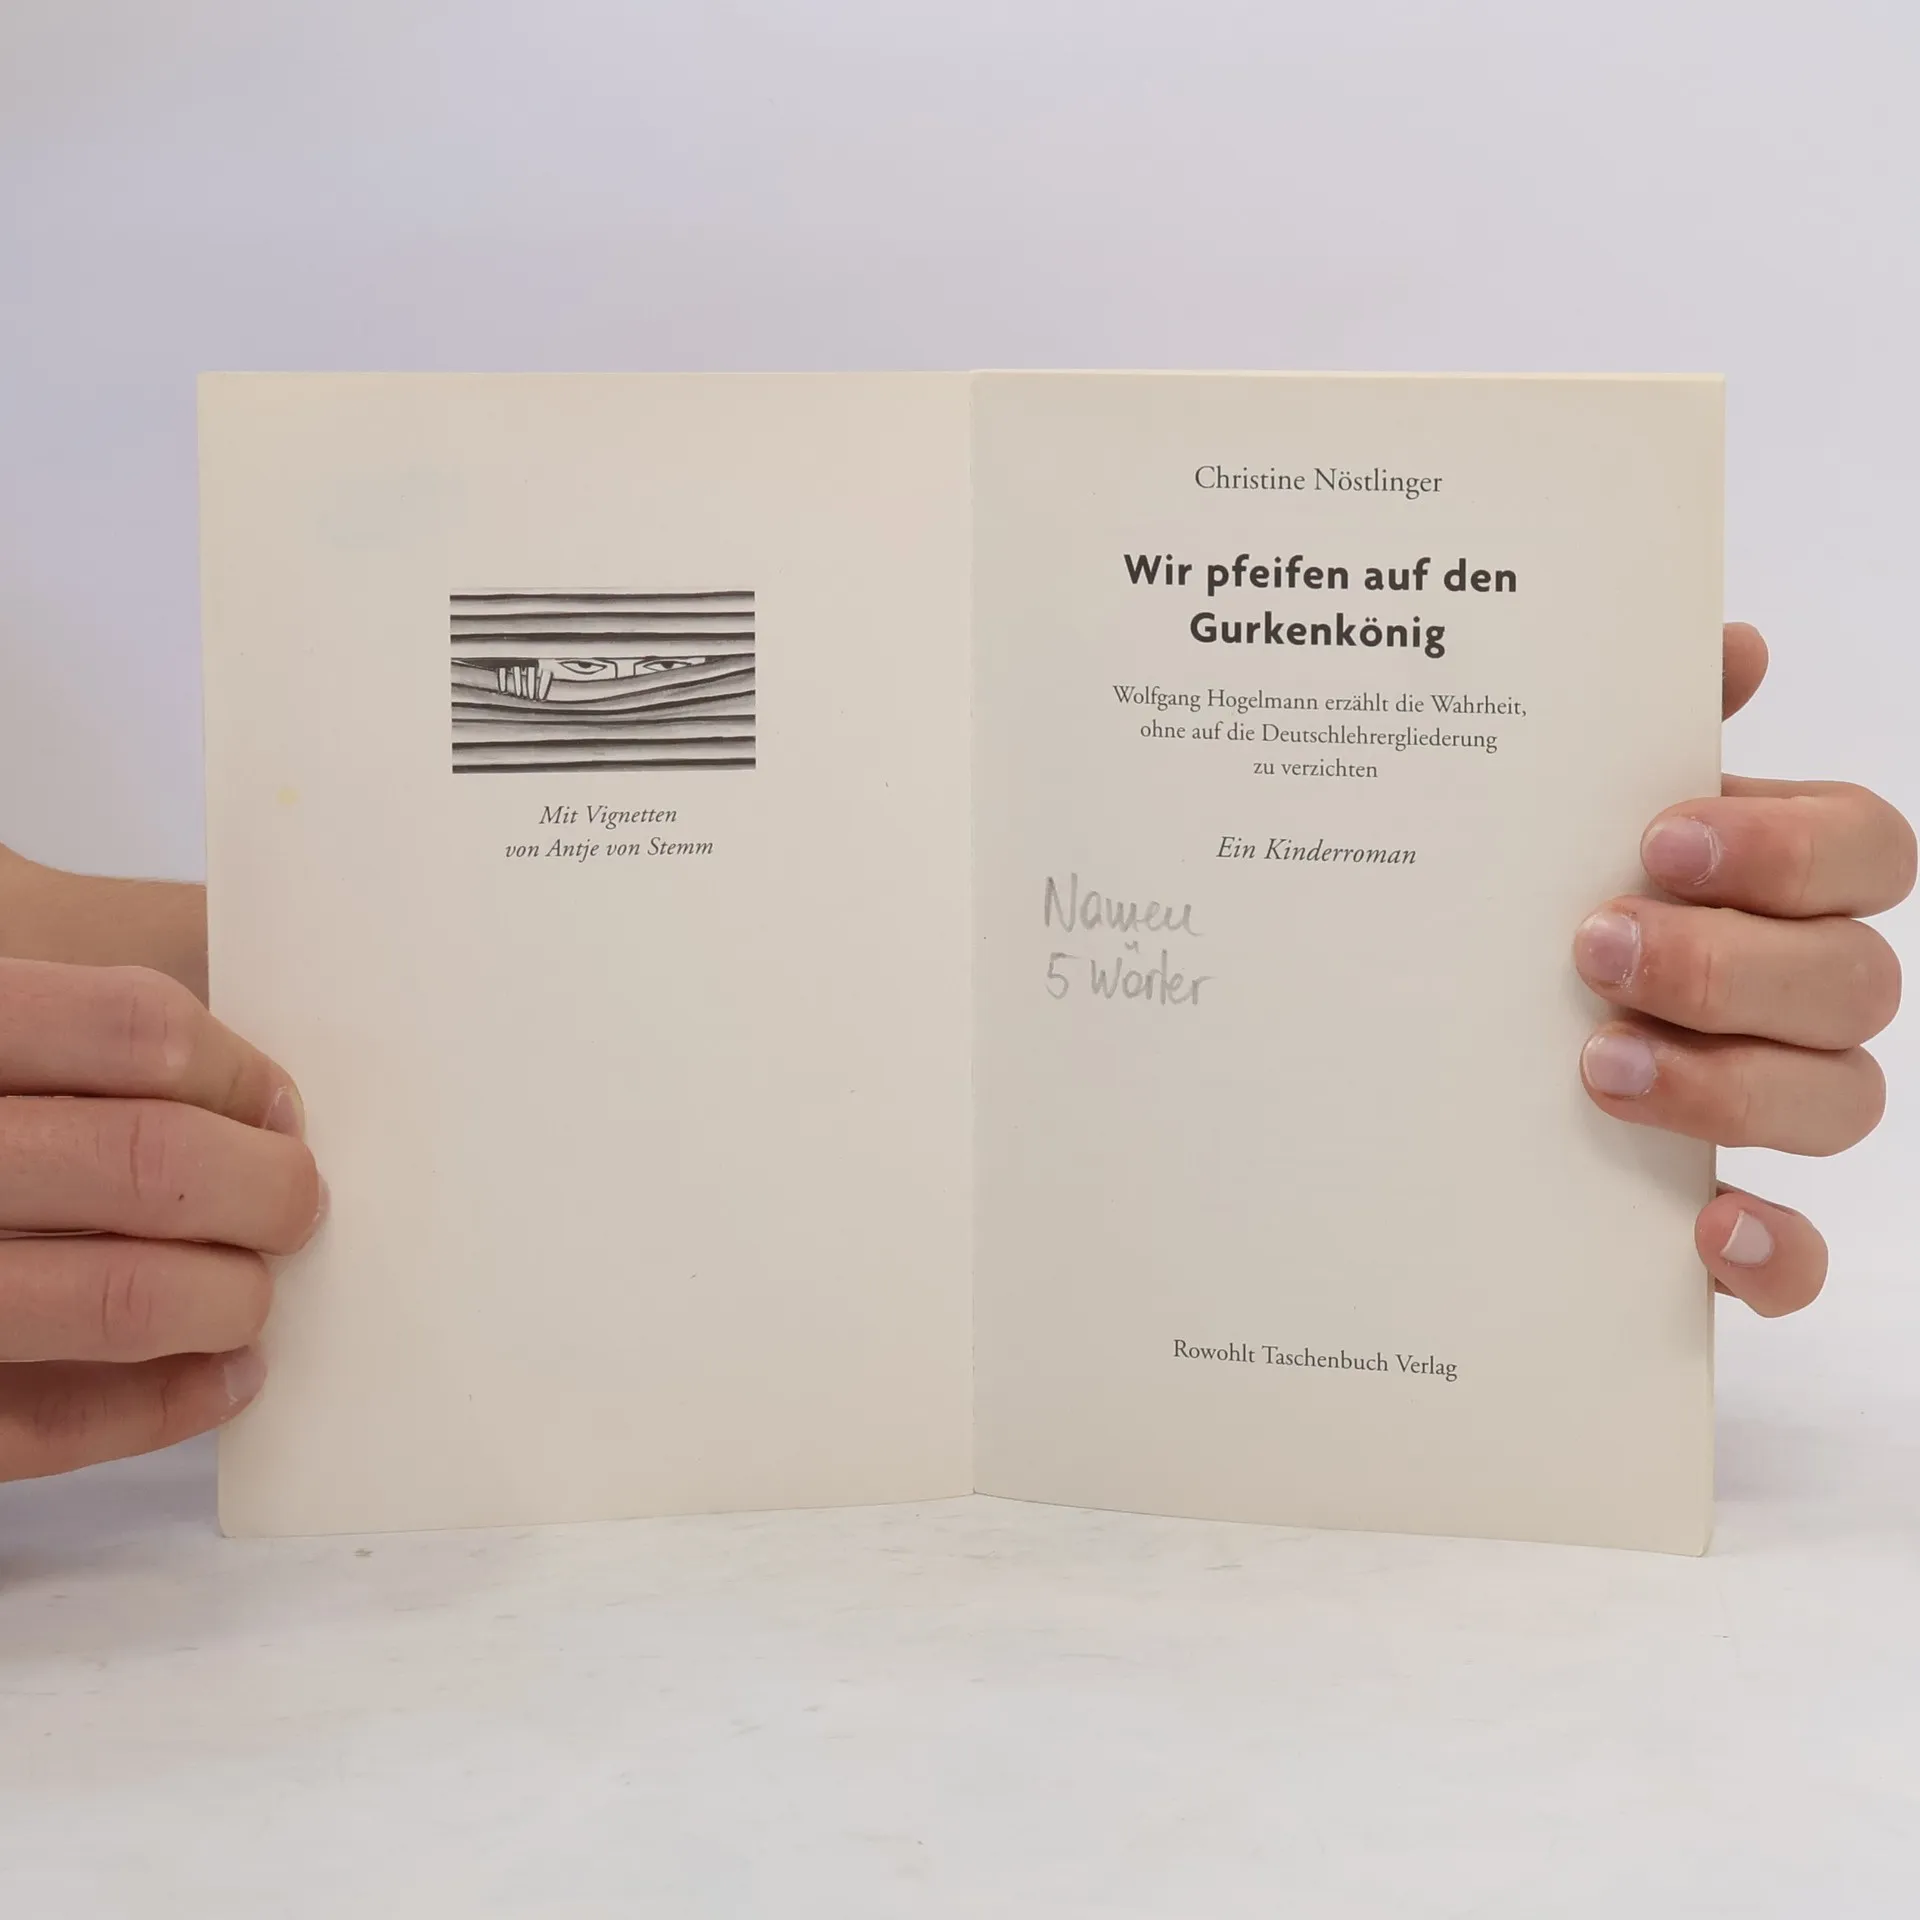 Mit Vignetten
von Antje von Stemm
Christine Nöstlinger
Wir pfeifen auf den
Gurkenkönig
Wolfgang Hogelmann erzählt die Wahrheit,
ohne auf die Deutschlehrergliederung
zu verzichten
Ein Kinderroman
Namen
5 Wörter
Rowohlt Taschenbuch Verlag